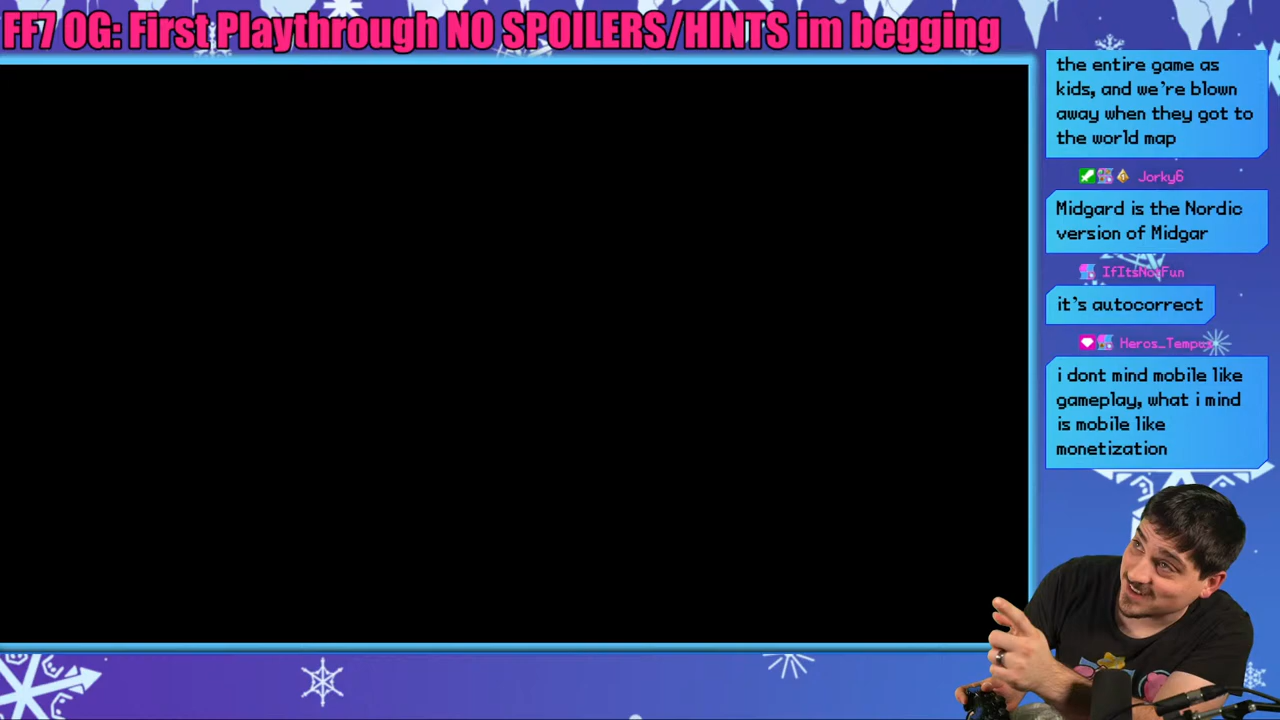 FF7 OG: First Playthrough NO SPOILERS/HINTS im begging
the entire game as
kids, and we're blown
away when they got to
the world map
Jorky6
Midgard is the Nordic
version of Midgar
IfItsNotFun
it's autocorrect
Heros_Tempus
i dont mind mobile like
gameplay, what i mind
is mobile like
monetization